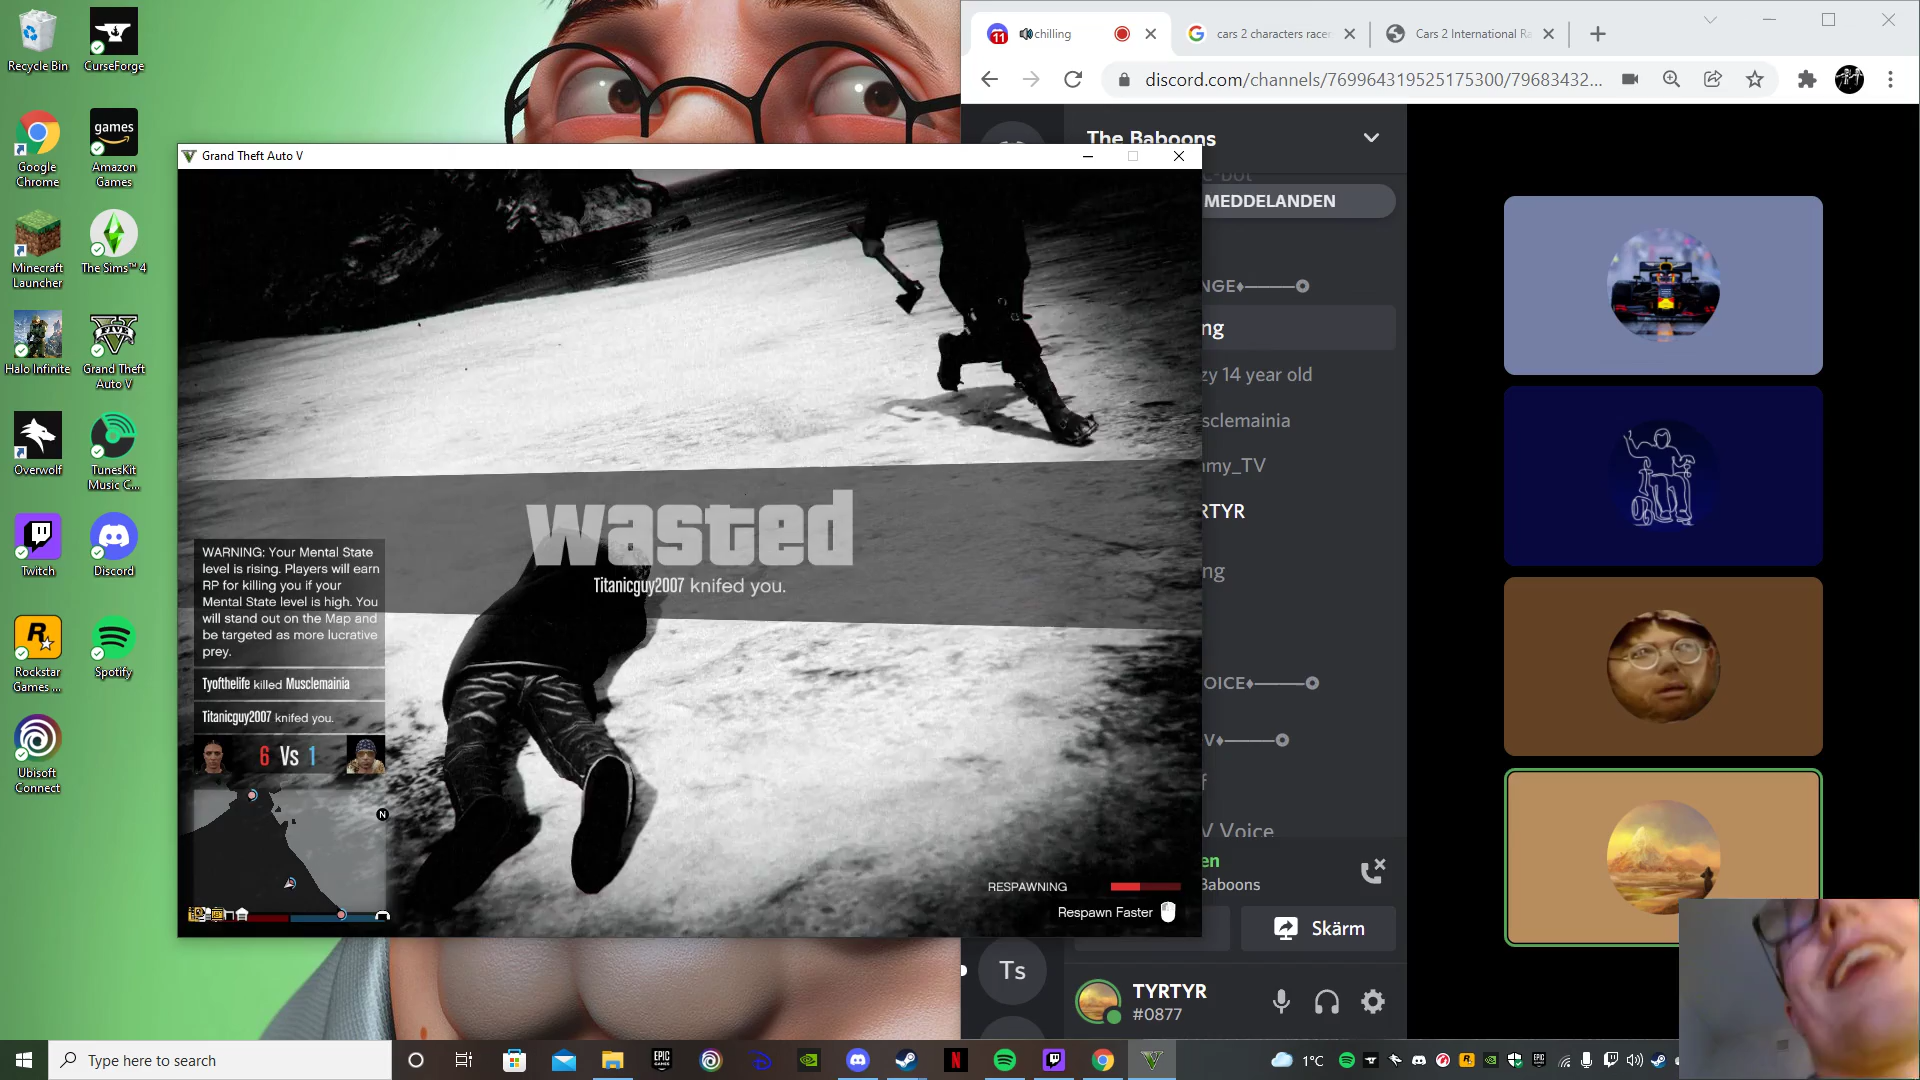 Recycle Bin
CurseForge
Google
Chrome
games
Amazon
Games
Minecraft
Launcher
The Sims™ 4
Halo Infinite
FIVE
Grand Theft
Auto V
Overwolf
TunesKit
Music C...
Twitch
Discord
Rockstar
Games ...
Spotify
Ubisoft
Connect
Grand Theft Auto V
wasted
Titanicguy2007 knifed you.
WARNING: Your Mental State
level is rising. Players will earn
RP for killing you if your
Mental State level is high. You
will stand out on the Map and
be targeted as more lucrative
prey.
Tyofthelife killed Musclemainia
Titanicguy2007 knifed you.
6 Vs 1
N
RESPAWNING
Respawn Faster
11
chilling
cars 2 characters racer
Cars 2 International Ra
discord.com/channels/769964319525175300/79683432...
The Baboons
MEDDELANDEN
NGE
ng
zy 14 year old
sclemainia
my_TV
RTYR
ng
OICE
V
f
V Voice
en
Baboons
Skärm
Ts
TYRTYR
#0877
Type here to search
EPIC
GAMES
1°C